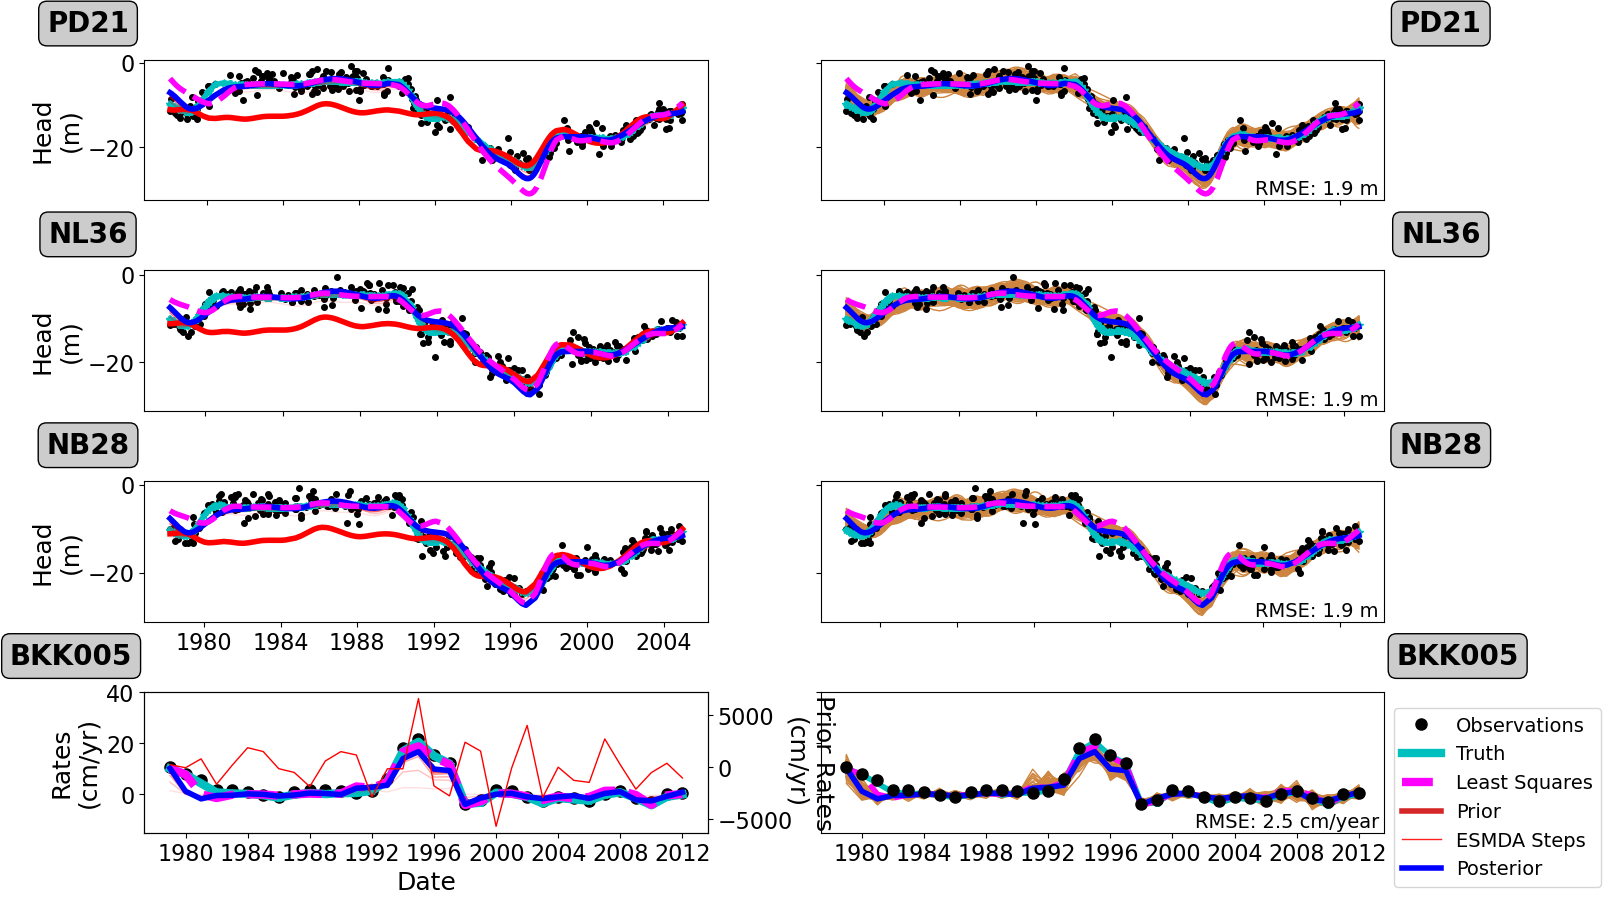 PD21
PD21
0
−20
Head
(m)
RMSE: 1.9 m
NL36
NL36
0
−20
Head
(m)
RMSE: 1.9 m
NB28
NB28
0
−20
Head
(m)
RMSE: 1.9 m
1980 1984 1988 1992 1996 2000 2004
BKK005
BKK005
40
20
0
Rates
(cm/yr)
5000
0
−5000
Prior Rates
(cm/yr)
RMSE: 2.5 cm/year
1980 1984 1988 1992 1996 2000 2004 2008 2012
1980 1984 1988 1992 1996 2000 2004 2008 2012
Date
Observations
Truth
Least Squares
Prior
ESMDA Steps
Posterior